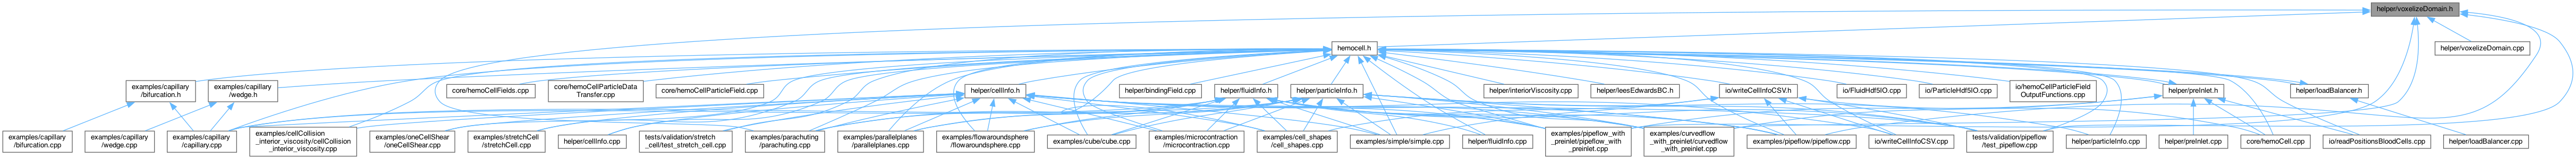 helper/voxelizeDomain.h
hemocell.h
helper/voxelizeDomain.cpp
examples/capillary
/bifurcation.h
examples/capillary
/wedge.h
core/hemoCellFields.cpp
core/hemoCellParticleData
Transfer.cpp
core/hemoCellParticleField.cpp
helper/cellInfo.h
helper/bindingField.cpp
helper/fluidInfo.h
helper/particleInfo.h
helper/interiorViscosity.cpp
helper/leesEdwardsBC.h
io/writeCellInfoCSV.h
io/FluidHdf5IO.cpp
io/ParticleHdf5IO.cpp
io/hemoCellParticleField
OutputFunctions.cpp
helper/preInlet.h
helper/loadBalancer.h
examples/capillary
/bifurcation.cpp
examples/capillary
/wedge.cpp
examples/capillary
/capillary.cpp
examples/cellCollision
_interior_viscosity/cellCollision
_interior_viscosity.cpp
examples/oneCellShear
/oneCellShear.cpp
examples/stretchCell
/stretchCell.cpp
helper/cellInfo.cpp
tests/validation/stretch
_cell/test_stretch_cell.cpp
examples/parachuting
/parachuting.cpp
examples/parallelplanes
/parallelplanes.cpp
examples/flowaroundsphere
/flowaroundsphere.cpp
examples/cube/cube.cpp
examples/microcontraction
/microcontraction.cpp
examples/cell_shapes
/cell_shapes.cpp
examples/simple/simple.cpp
helper/fluidInfo.cpp
examples/pipeflow_with
_preinlet/pipeflow_with
_preinlet.cpp
examples/curvedflow
_with_preinlet/curvedflow
_with_preinlet.cpp
examples/pipeflow/pipeflow.cpp
io/writeCellInfoCSV.cpp
tests/validation/pipeflow
/test_pipeflow.cpp
helper/particleInfo.cpp
helper/preInlet.cpp
core/hemoCell.cpp
io/readPositionsBloodCells.cpp
helper/loadBalancer.cpp